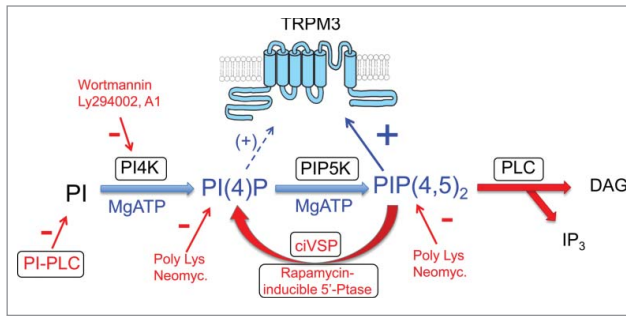 TRPM3
Wortmannin
Ly294002, A1
–
(+)
+
PI4K
PIP5K
PLC
PI
PI(4)P
PIP(4,5)₂
DAG
MgATP
MgATP
–
–
–
IP₃
PI-PLC
Poly Lys
Neomyc.
ciVSP
Rapamycin-
inducible 5'-Ptase
Poly Lys
Neomyc.